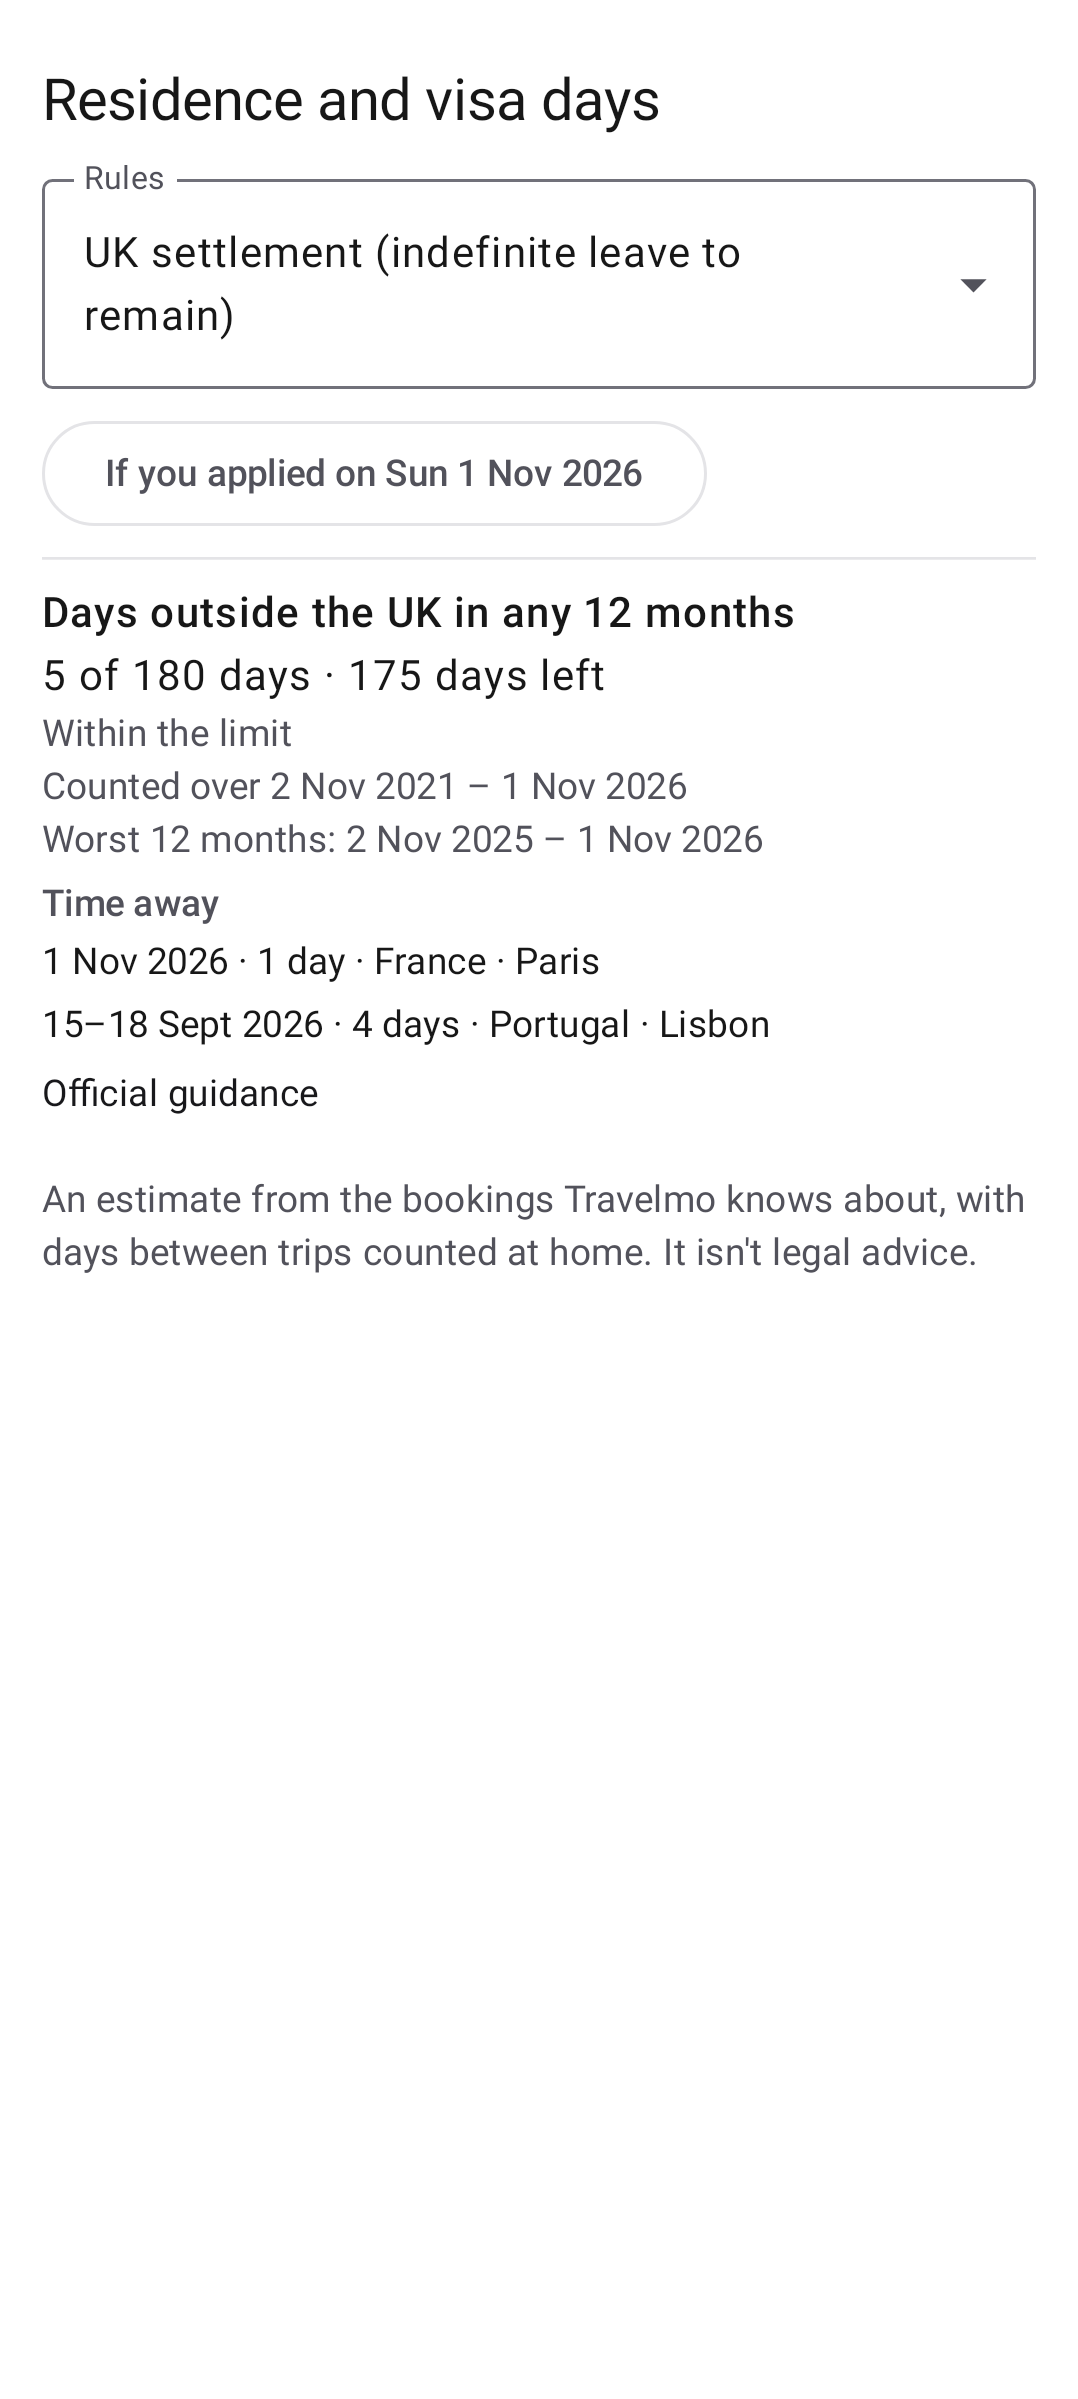 Residence and visa days
Rules
UK settlement (indefinite leave to
remain)
If you applied on Sun 1 Nov 2026
Days outside the UK in any 12 months
5 of 180 days · 175 days left
Within the limit
Counted over 2 Nov 2021 – 1 Nov 2026
Worst 12 months: 2 Nov 2025 – 1 Nov 2026
Time away
1 Nov 2026 · 1 day · France · Paris
15–18 Sept 2026 · 4 days · Portugal · Lisbon
Official guidance
An estimate from the bookings Travelmo knows about, with
days between trips counted at home. It isn't legal advice.